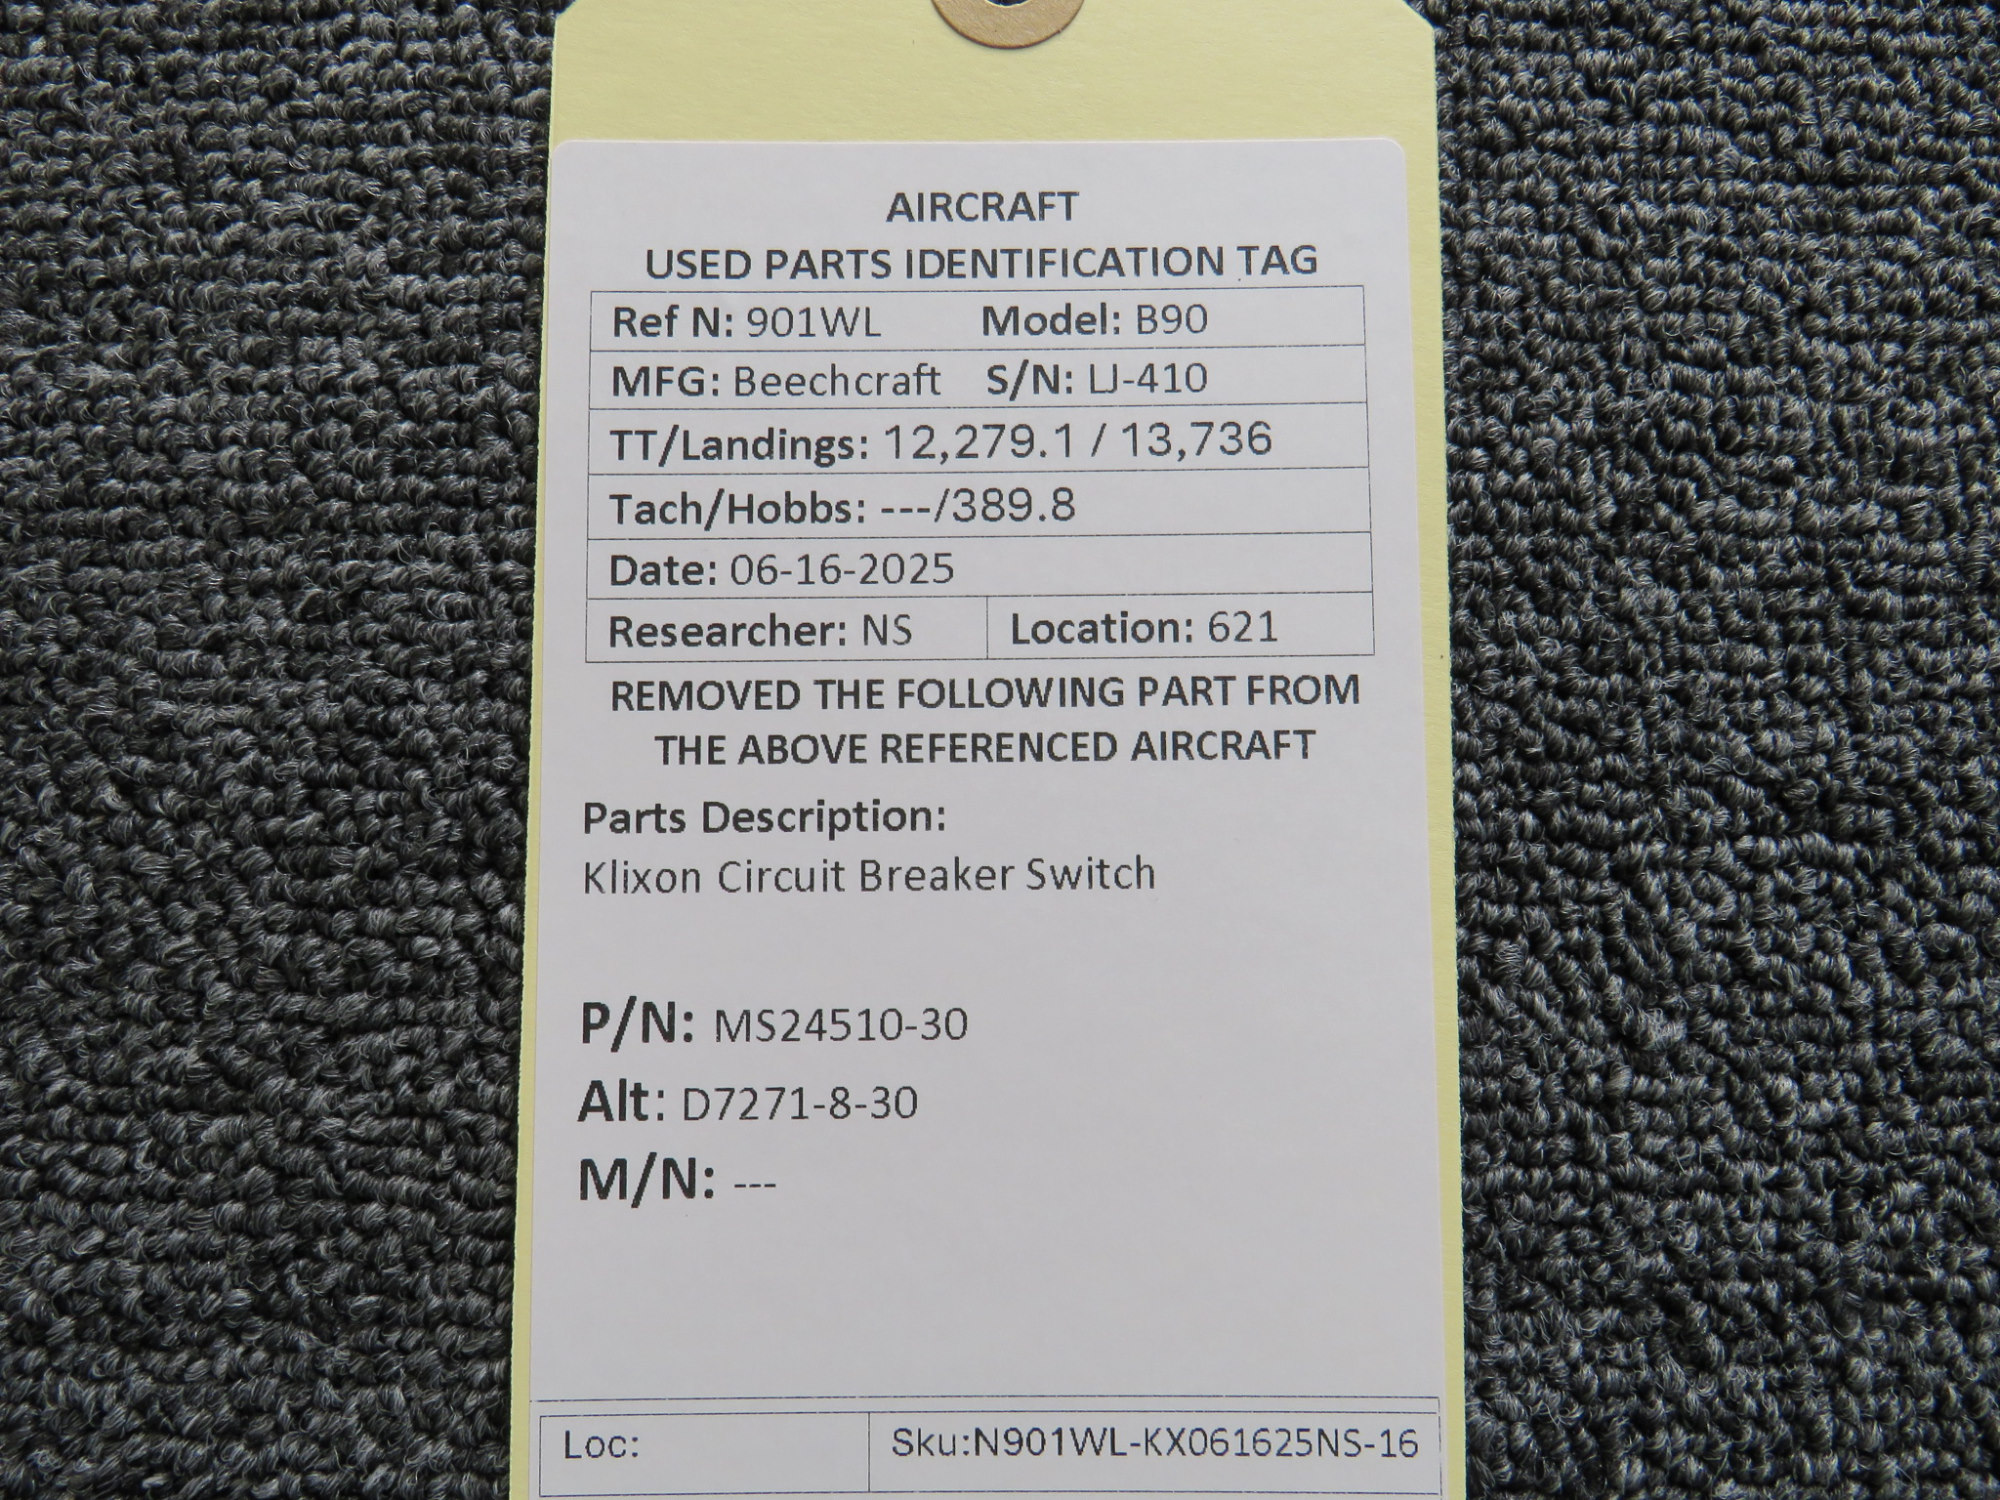 AIRCRAFT
USED PARTS IDENTIFICATION TAG
Ref N: 901WL Model: B90
MFG: Beechcraft S/N: LJ-410
TT/Landings: 12,279.1 / 13,736
Tach/Hobbs: ---/389.8
Date: 06-16-2025
Researcher: NS Location: 621
REMOVED THE FOLLOWING PART FROM
THE ABOVE REFERENCED AIRCRAFT
Parts Description:
Klixon Circuit Breaker Switch
P/N: MS24510-30
Alt: D7271-8-30
M/N: ---
Loc: Sku:N901WL-KX061625NS-16